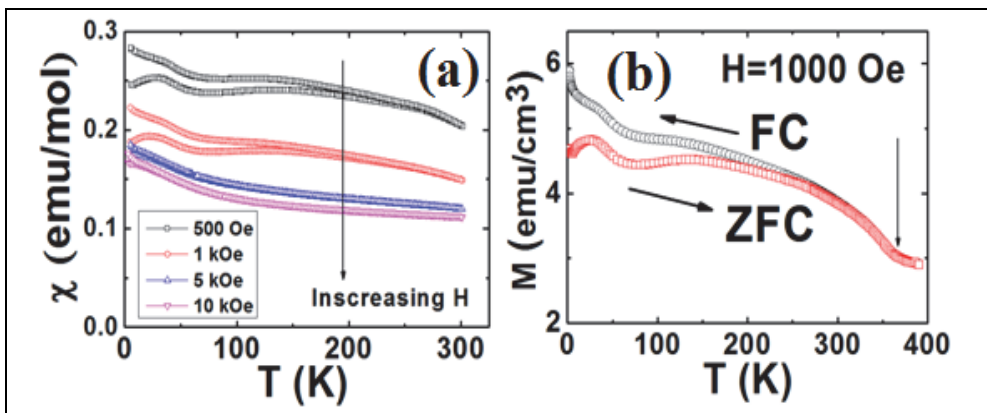 (a)
χ (emu/mol)
0.3
0.2
0.1
0.0
500 Oe
1 kOe
5 kOe
10 kOe
Inscreasing H
0 100 200 300
T (K)
(b)
H=1000 Oe
M (emu/cm³)
6
4
2
FC
ZFC
0 100 200 300 400
T (K)